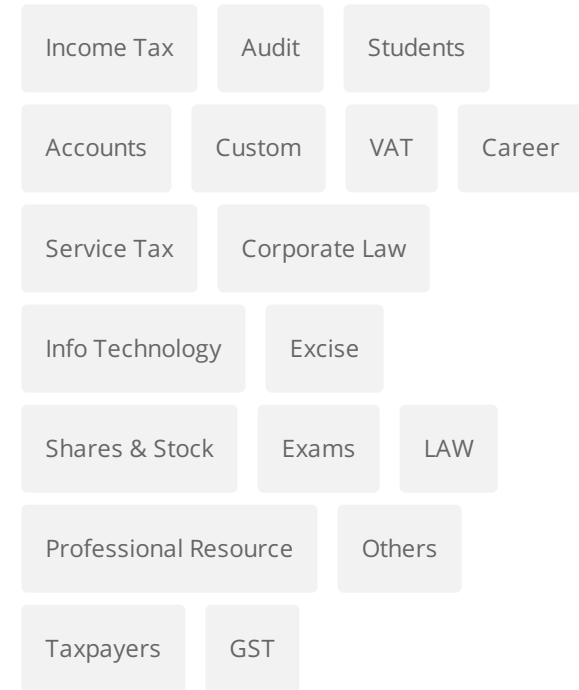 Income Tax Audit Students
Accounts Custom VAT Career
Service Tax Corporate Law
Info Technology Excise
Shares & Stock Exams LAW
Professional Resource Others
Taxpayers GST